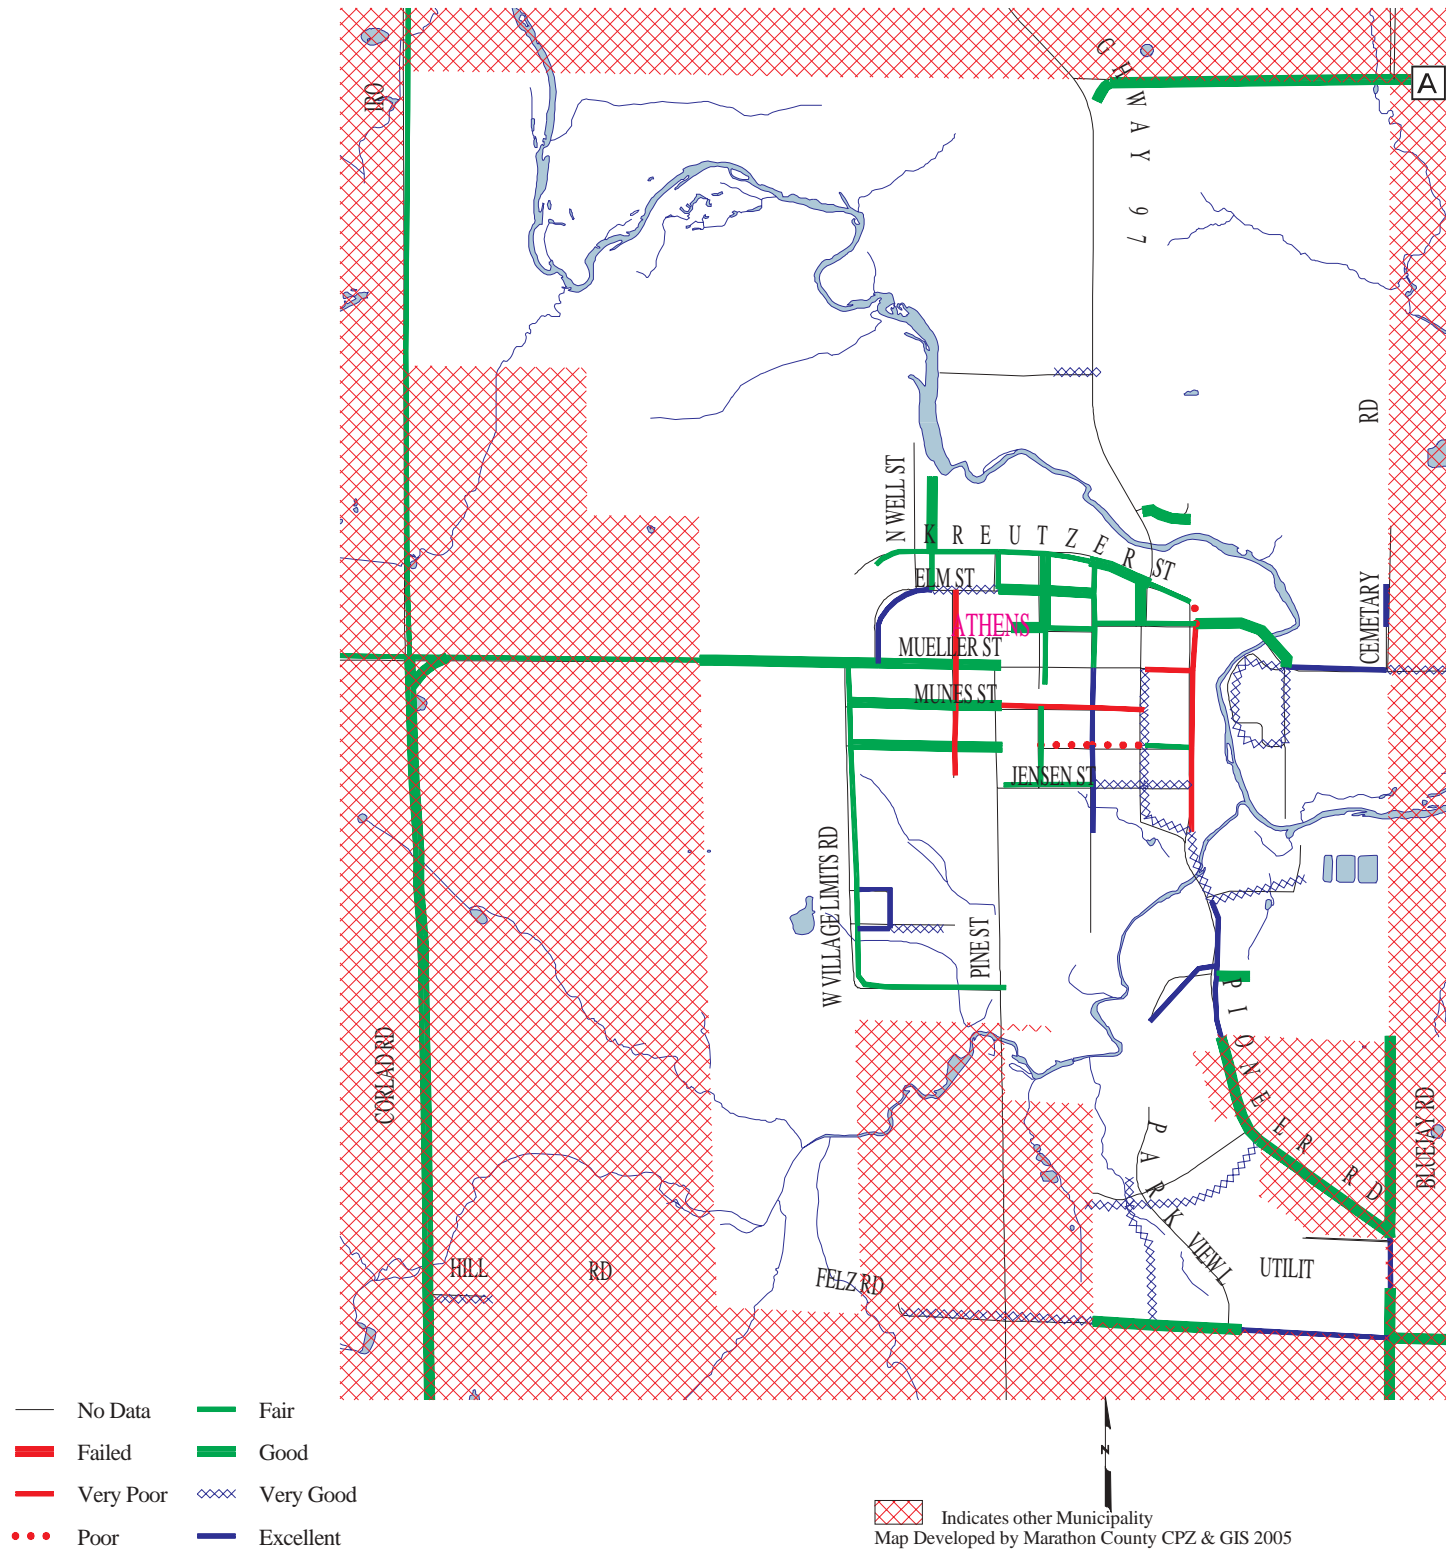 IRO
GHWAY 97
A
RD
N WELL ST
KREUTZER ST
ELM ST
ATHENS
MUELLER ST
CEMETARY
MUNES ST
JENSEN ST
W VILLAGE LIMITS RD
PINE ST
PIONEER RD
CORLAD RD
BLUEJAY RD
PARK VIEW L
HILL RD
FELZ RD
UTILIT
No Data
Fair
Failed
Good
Very Poor
Very Good
Poor
Excellent
N
Indicates other Municipality
Map Developed by Marathon County CPZ & GIS 2005